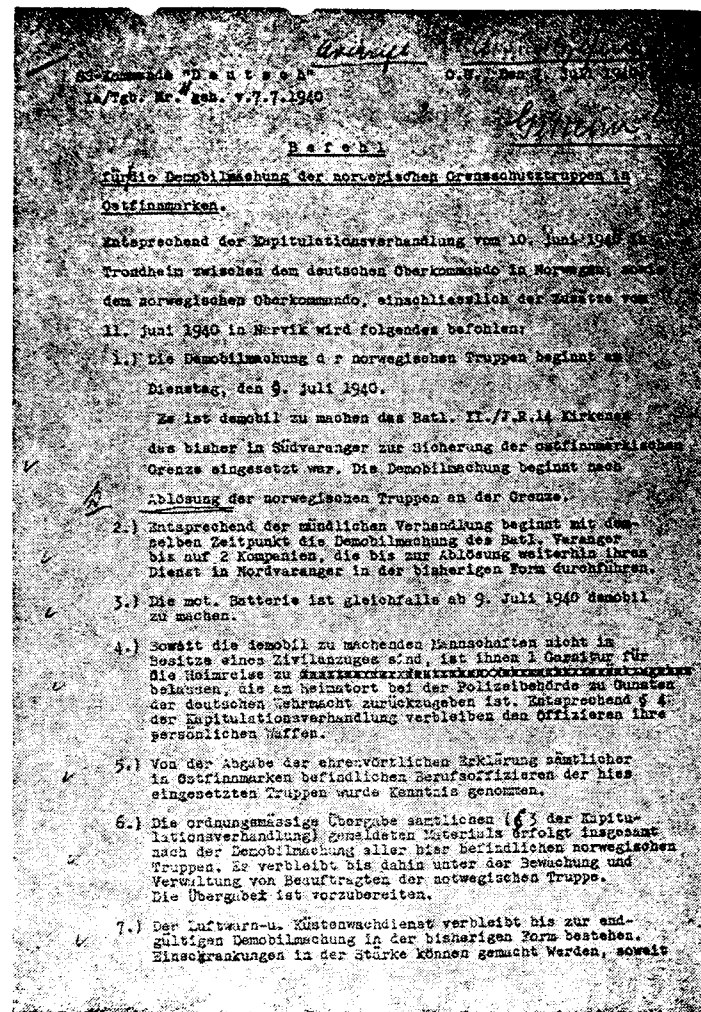 Avskrift
SS-Kommando "D e u t s c h"
O.U. Den 7. Juli 1940
IA/Tgb. Nr. geh. v.7.7.1940
B e f e h l
für die Demobilmachung der norwegischen Grensschutztruppen in
Ostfinnmarken.
Entsprechend der Kapitulationsverhandlung vom 10. Juni 1940 in
Trondheim zwischen dem deutschen Oberkommando in Norwegen, sowie
dem norwegischen Oberkommando, einschliesslich der Zusätze vom
11. juni 1940 in Narvik wird folgendes befohlen:
1.) Die Demobilmachung d r norwegischen Truppen beginnt am
Dienstag, den 9. juli 1940.
Es ist demobil zu machen das Batl. II./J.R.14 Kirkenes
das bisher in Südvaranger zur Sicherung der ostfinnmarkischen
Grenze eingesetzt war. Die Demobilmachung beginnt nach
Ablösung der norwegischen Truppen an der Grenze.
2.) Entsprechend der mündlichen Verhandlung beginnt mit dem-
selben Zeitpunkt die Demobilmachung des Batl. Varanger
bis auf 2 Kompanien, die bis zur Ablösung weiterhin ihren
Dienst in Nordvaranger in der bisherigen Form durchführen.
3.) Die mot. Batterie ist gleichfalls ab 9. Juli 1940 demobil
zu machen.
4.) Soweit die demobil zu machenden Mannschaften nicht im
Besitze eines Zivilanzuges sind, ist ihnen 1 Garnitur für
die Heimreise zu
belassen, die am Heimatort bei der Polizeibehörde zu Gunsten
der deutschen Wehrmacht zurückzugeben ist. Entsprechend § 4
der Kapitulationsverhandlung verbleiben den Offizieren ihre
persönlichen Waffen.
5.) Von der Abgabe der ehrenwörtlichen Erklärung sämtlicher
in Ostfinnmarken befindlichen Berufsoffizieren der hier
eingesetzten Truppen wurde Kenntnis genommen.
6.) Die ordnungsmässige Übergabe samtlichen (§ 3 der Kapitu-
lationsverhandlung) gemeldeten Materials erfolgt insgesamt
nach der Demobilmachung aller hier befindlichen norwegischen
Truppen. Es verbleibt bis dahin unter der Bewachung und
Verwaltung von Beauftragten der notwegischen Truppe.
Die Übergabe ist vorzubereiten.
7.) Der Luftwarn-u. Küstenwachdienst verbleibt bis zur end-
gültigen Demobilmachung in der bisherigen Form bestehen.
Einschrankungen in der Stärke können gemacht werden, soweit